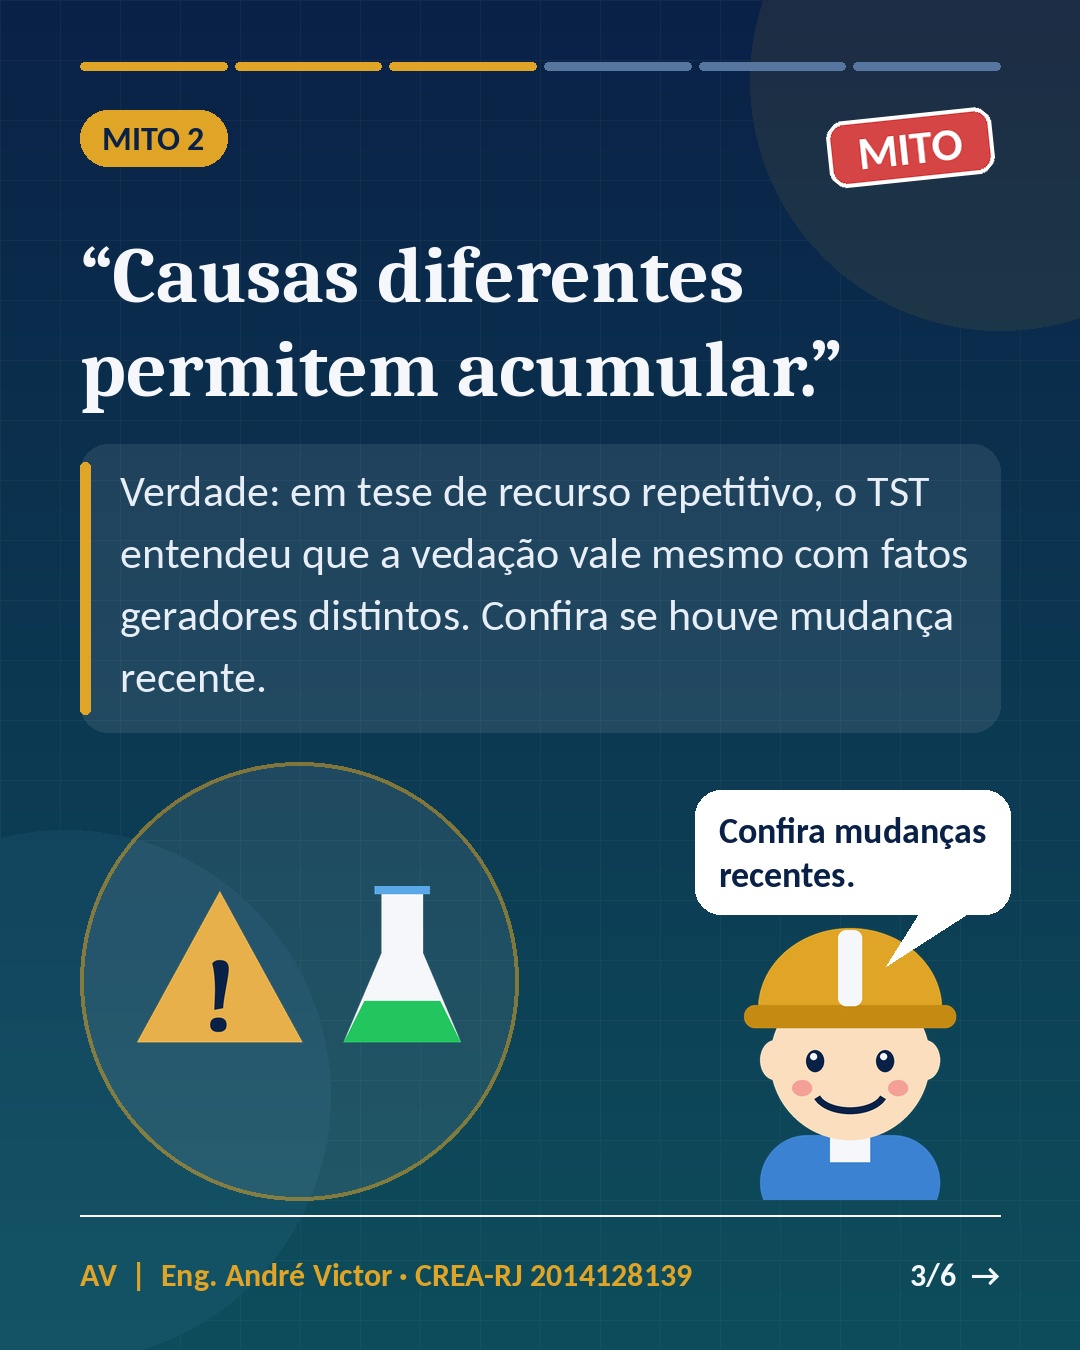 MITO 2
MITO
“Causas diferentes
permitem acumular.”
Verdade: em tese de recurso repetitivo, o TST
entendeu que a vedação vale mesmo com fatos
geradores distintos. Confira se houve mudança
recente.
Confira mudanças
recentes.
!
AV | Eng. André Victor · CREA-RJ 2014128139
3/6 →